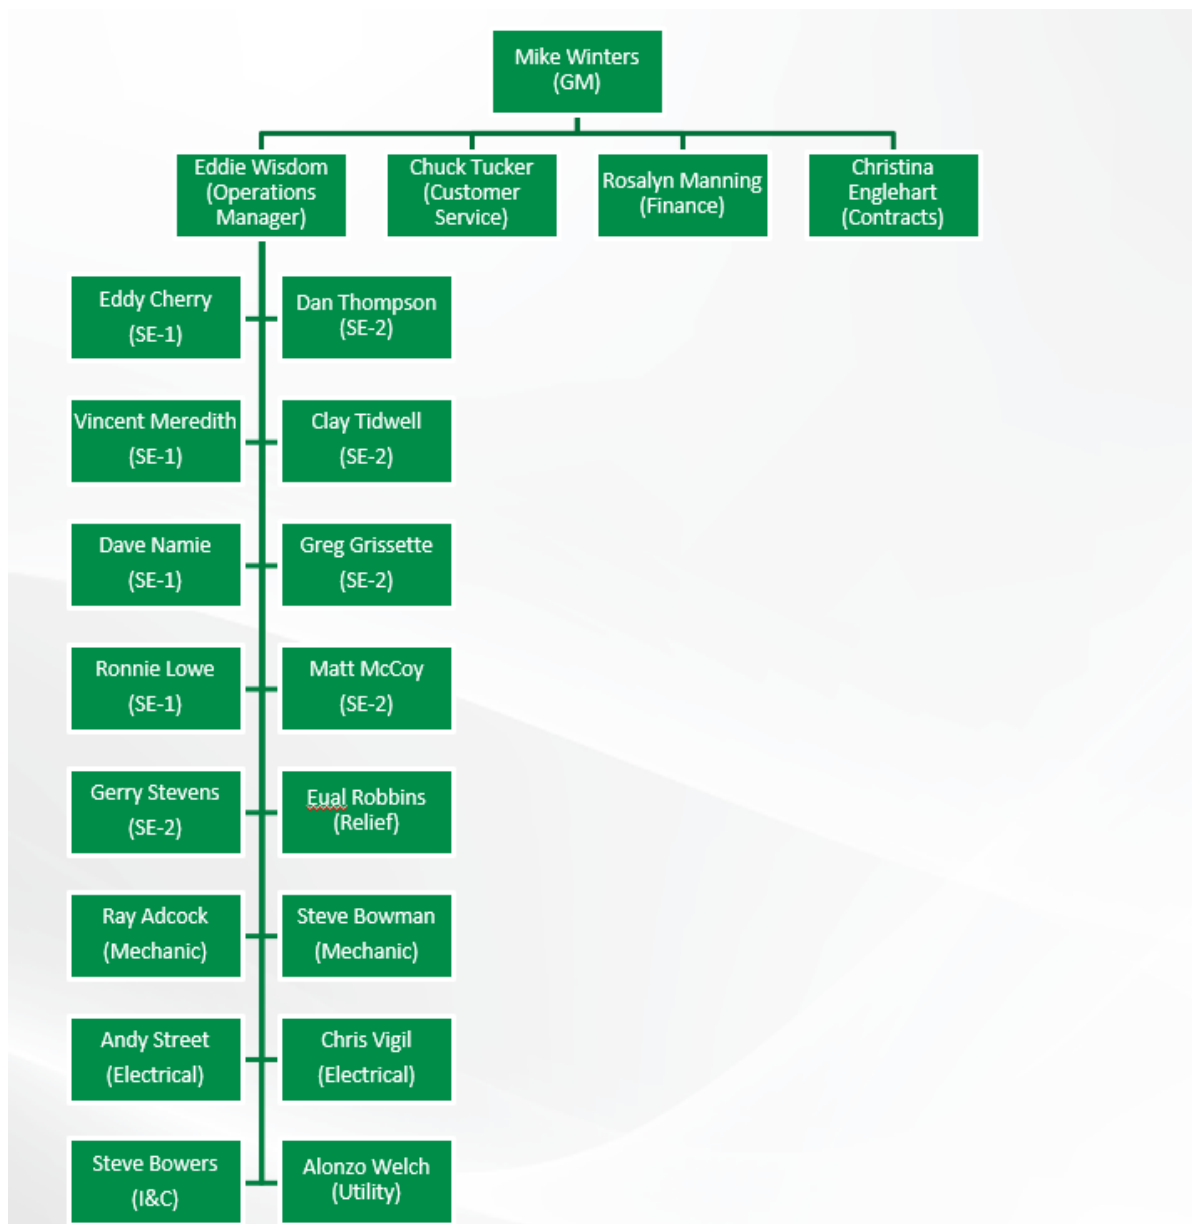 Mike Winters
(GM)
Eddie Wisdom
(Operations
Manager)
Chuck Tucker
(Customer
Service)
Rosalyn Manning
(Finance)
Christina
Englehart
(Contracts)
Eddy Cherry
(SE-1)
Dan Thompson
(SE-2)
Vincent Meredith
(SE-1)
Clay Tidwell
(SE-2)
Dave Namie
(SE-1)
Greg Grissette
(SE-2)
Ronnie Lowe
(SE-1)
Matt McCoy
(SE-2)
Gerry Stevens
(SE-2)
Eual Robbins
(Relief)
Ray Adcock
(Mechanic)
Steve Bowman
(Mechanic)
Andy Street
(Electrical)
Chris Vigil
(Electrical)
Steve Bowers
(I&C)
Alonzo Welch
(Utility)